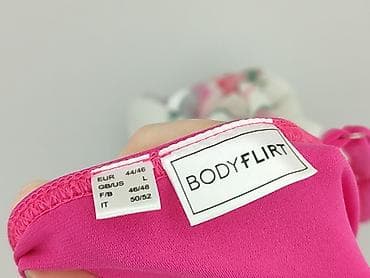 EUR 44/46
GB/US L
F/B 46/48
IT 50/52
BODYFLIRT